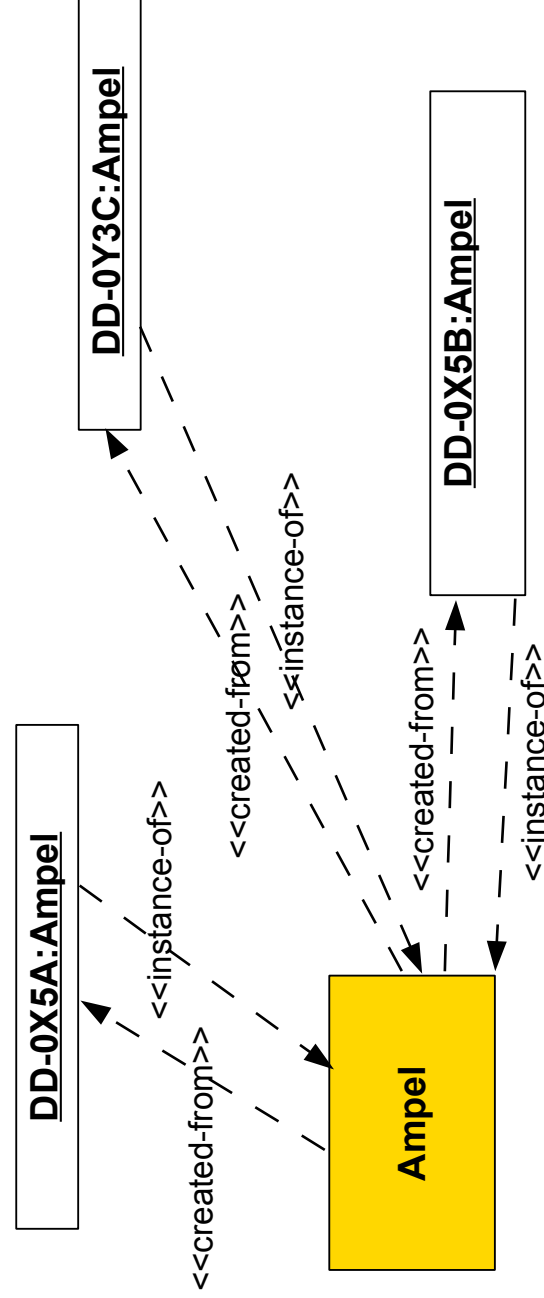 DD-0X5A:Ampel
<<instance-of>>
<<created-from>>
DD-0Y3C:Ampel
<<created-from>>
<<instance-of>>
Ampel
<<created-from>>
DD-0X5B:Ampel
<<instance-of>>